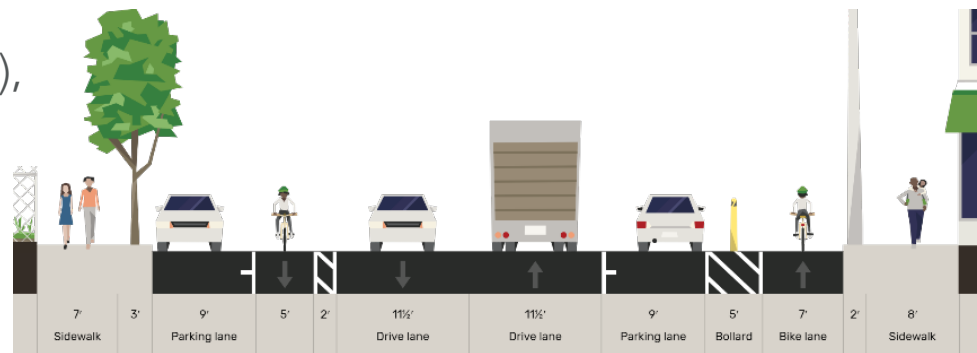 ),
7' 3' 9' 5' 2' 11½' 11½' 9' 5' 7' 2' 8'
Sidewalk Parking lane Drive lane Drive lane Parking lane Bollard Bike lane Sidewalk